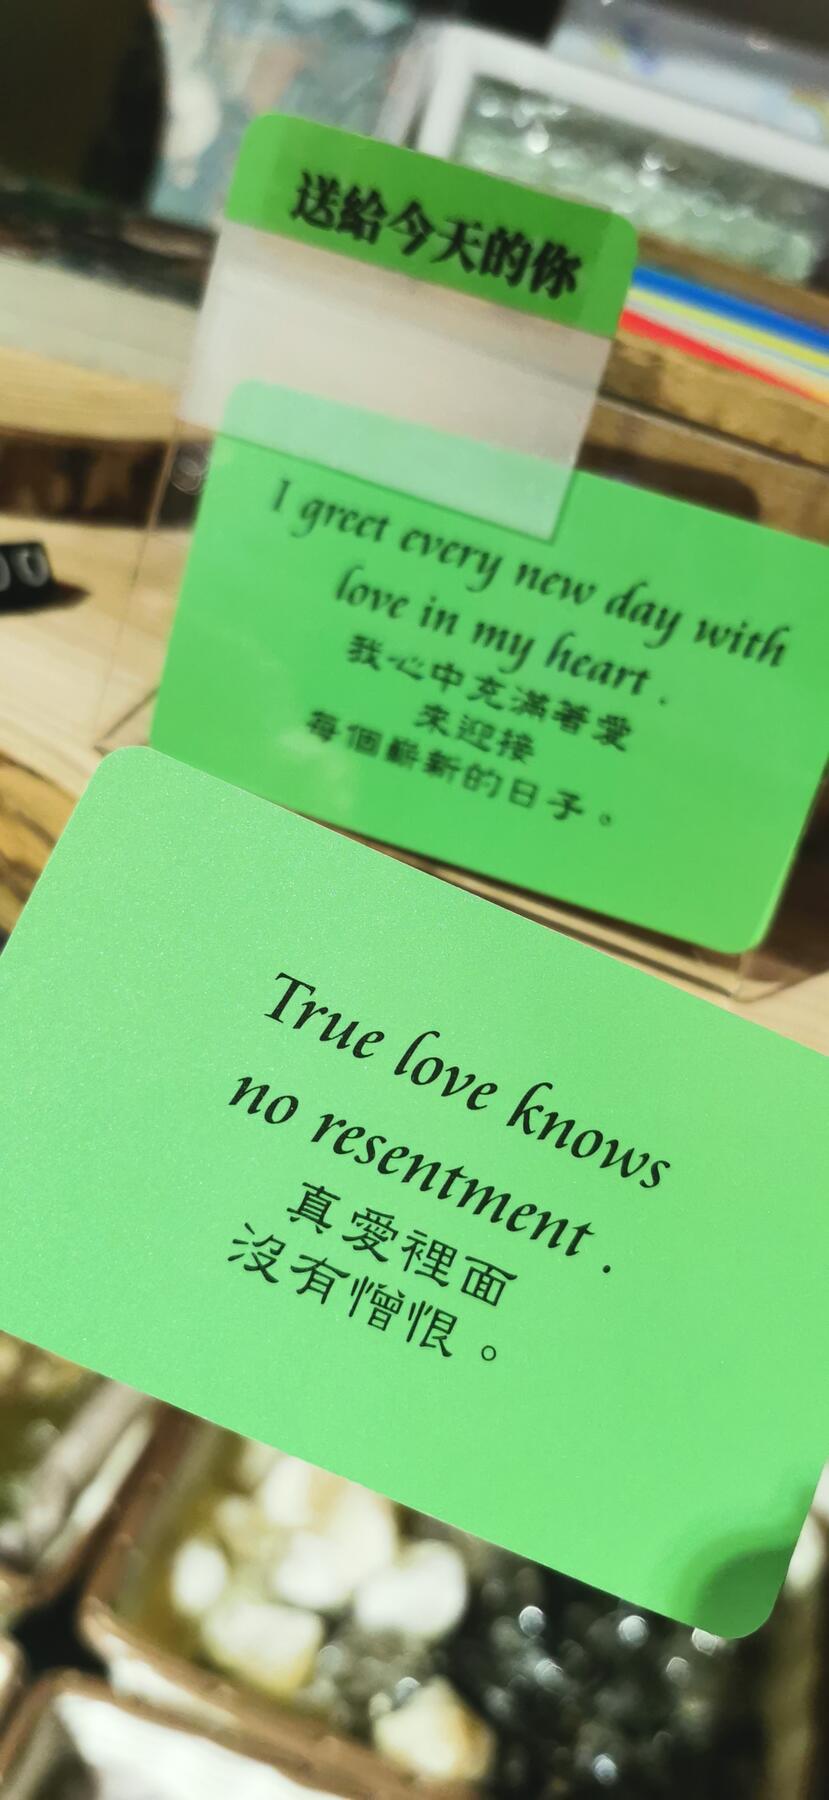 送給今天的你
I greet every new day with
love in my heart .
我心中充滿著愛
來迎接
每個嶄新的日子。
True love knows
no resentment .
真愛裡面
沒有憎恨。